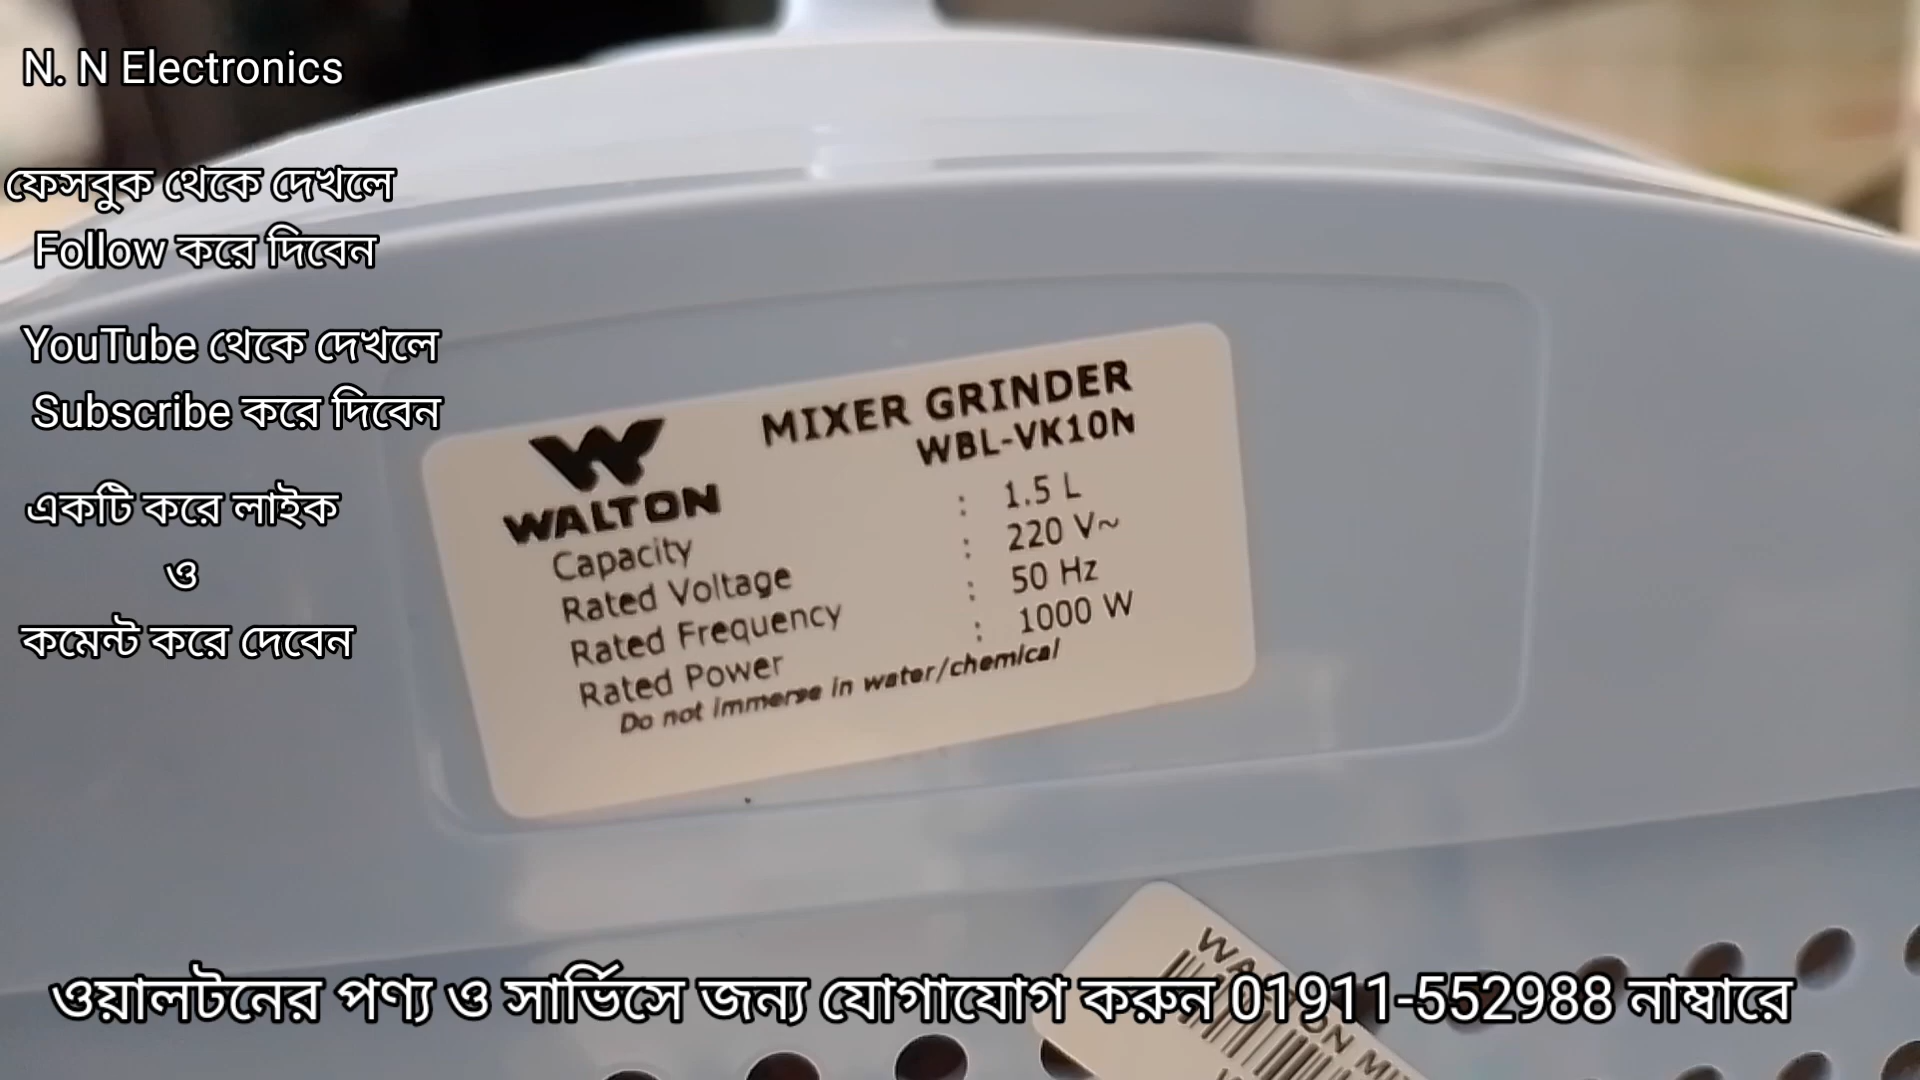 N. N Electronics
ফেসবুক থেকে দেখলে
Follow করে দিবেন
YouTube থেকে দেখলে
Subscribe করে দিবেন
একটি করে লাইক
ও
কমেন্ট করে দেবেন
WALTON
MIXER GRINDER
WBL-VK10N
Capacity : 1.5 L
Rated Voltage : 220 V~
Rated Frequency : 50 Hz
Rated Power : 1000 W
Do not immerse in water/chemical
ওয়ালটনের পণ্য ও সার্ভিসে জন্য যোগাযোগ করুন 01911-552988 নাম্বারে